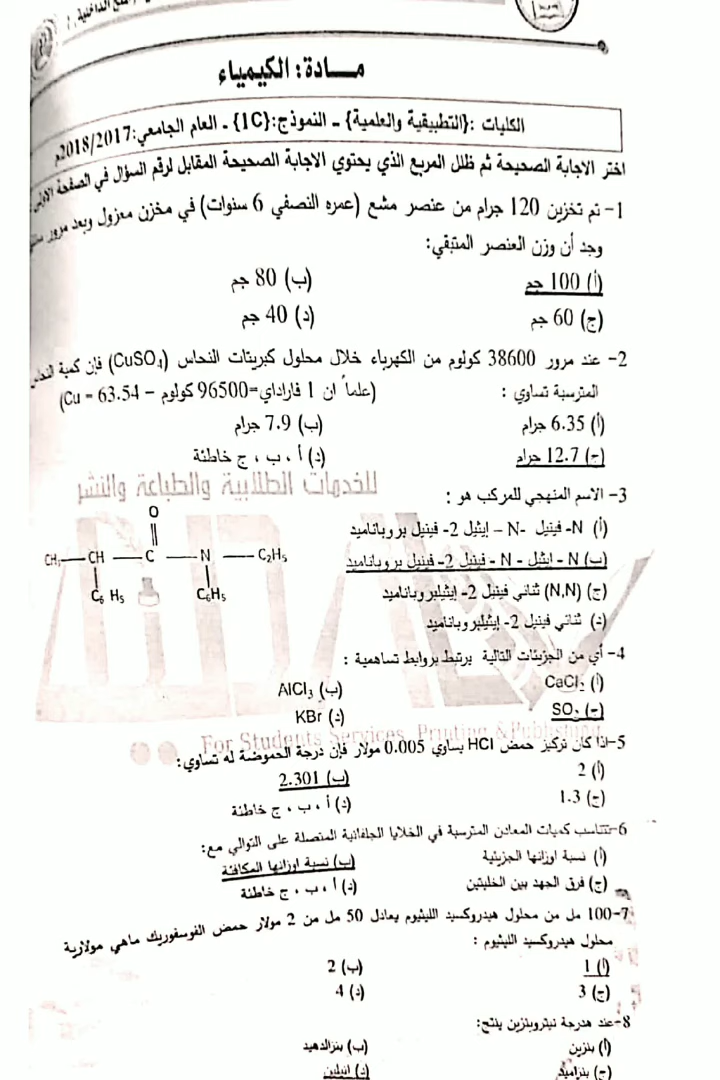 مـــادة: الكيمياء
الكليات :{التطبيقية والعلمية} ـ النموذج:{1C} ـ العام الجامعي:2018/2017م
اختر الاجابة الصحيحة ثم ظلل المربع الذي يحتوي الاجابة الصحيحة المقابل لرقم السؤال في الصفحة
1- تم تخزين 120 جرام من عنصر مشع (عمره النصفي 6 سنوات) في مخزن معزول وبعد مرور
وجد أن وزن العنصر المتبقي:
(أ) 100 جم (ب) 80 جم
(ج) 60 جم (د) 40 جم
2- عند مرور 38600 كولوم من الكهرباء خلال محلول كبريتات النحاس (CuSO4) فإن كمية النحاس
المترسبة تساوي : (علماً ان 1 فاراداي=96500 كولوم – Cu = 63.54)
(أ) 6.35 جرام (ب) 7.9 جرام
(ج) 12.7 جرام (د) أ ، ب ، ج خاطئة
للخدمات الطلابية والطباعة والنشر
3- الاسم المنهجي للمركب هو :
O
CH3 — CH — C — N — C2H5
C6 H5 C6H5
(أ) N- فينيل -N – إيثيل 2- فينيل بروباناميد
(ب) N - ايثيل - N - فينيل 2- فينيل بروباناميد
(ج) (N,N) ثنائي فينيل 2- إيثيلبروباناميد
(د) ثنائي فينيل 2- إيثيلبروباناميد
4- أي من الجزيئات التالية يرتبط بروابط تساهمية :
(أ) CaCl2 (ب) AlCl3
(ج) SO2 (د) KBr
For Students Services, Printing & Publishing
5-اذا كان تركيز حمض HCl يساوي 0.005 مولار فإن درجة الحموضة له تساوي:
(أ) 2 (ب) 2.301
(ج) 1.3 (د) أ ، ب ، ج خاطئة
6-تتناسب كميات المعادن المترسبة في الخلايا الجلفانية المتصلة على التوالي مع:
(أ) نسبة اوزانها الجزيئية (ب) نسبة اوزانها المكافئة
(ج) فرق الجهد بين الخليتين (د) أ ، ب ، ج خاطئة
7-100 مل من محلول هيدروكسيد الليثيوم يعادل 50 مل من 2 مولار حمض الفوسفوريك ماهي مولارية
محلول هيدروكسيد الليثيوم :
(أ) 1 (ب) 2
(ج) 3 (د) 4
8-عند هدرجة نيتروبنزين ينتج:
(أ) بنزين (ب) بنزالدهيد
(ج) بنزاميد (د) انيلين